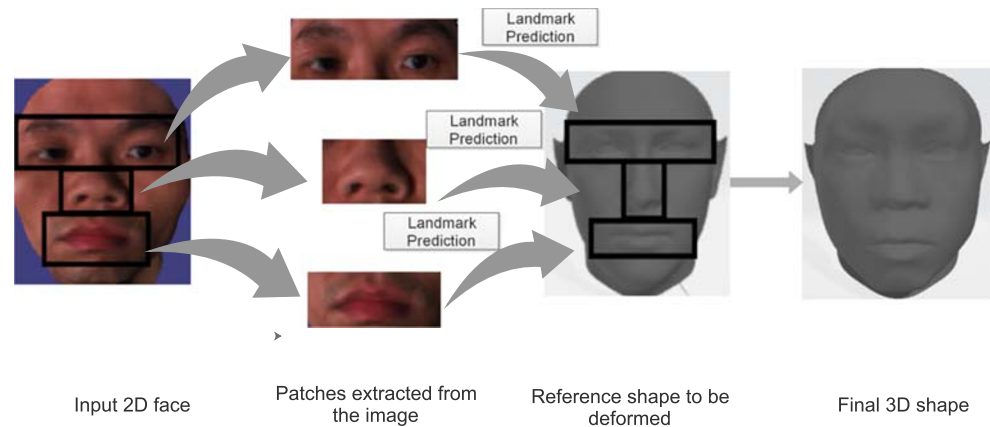 Landmark
Prediction
Landmark
Prediction
Landmark
Prediction
Input 2D face
Patches extracted from
the image
Reference shape to be
deformed
Final 3D shape